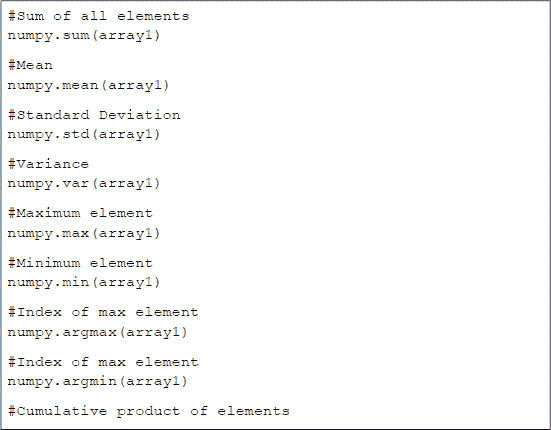 #Sum of all elements
numpy.sum(array1)
#Mean
numpy.mean(array1)
#Standard Deviation
numpy.std(array1)
#Variance
numpy.var(array1)
#Maximum element
numpy.max(array1)
#Minimum element
numpy.min(array1)
#Index of max element
numpy.argmax(array1)
#Index of max element
numpy.argmin(array1)
#Cumulative product of elements